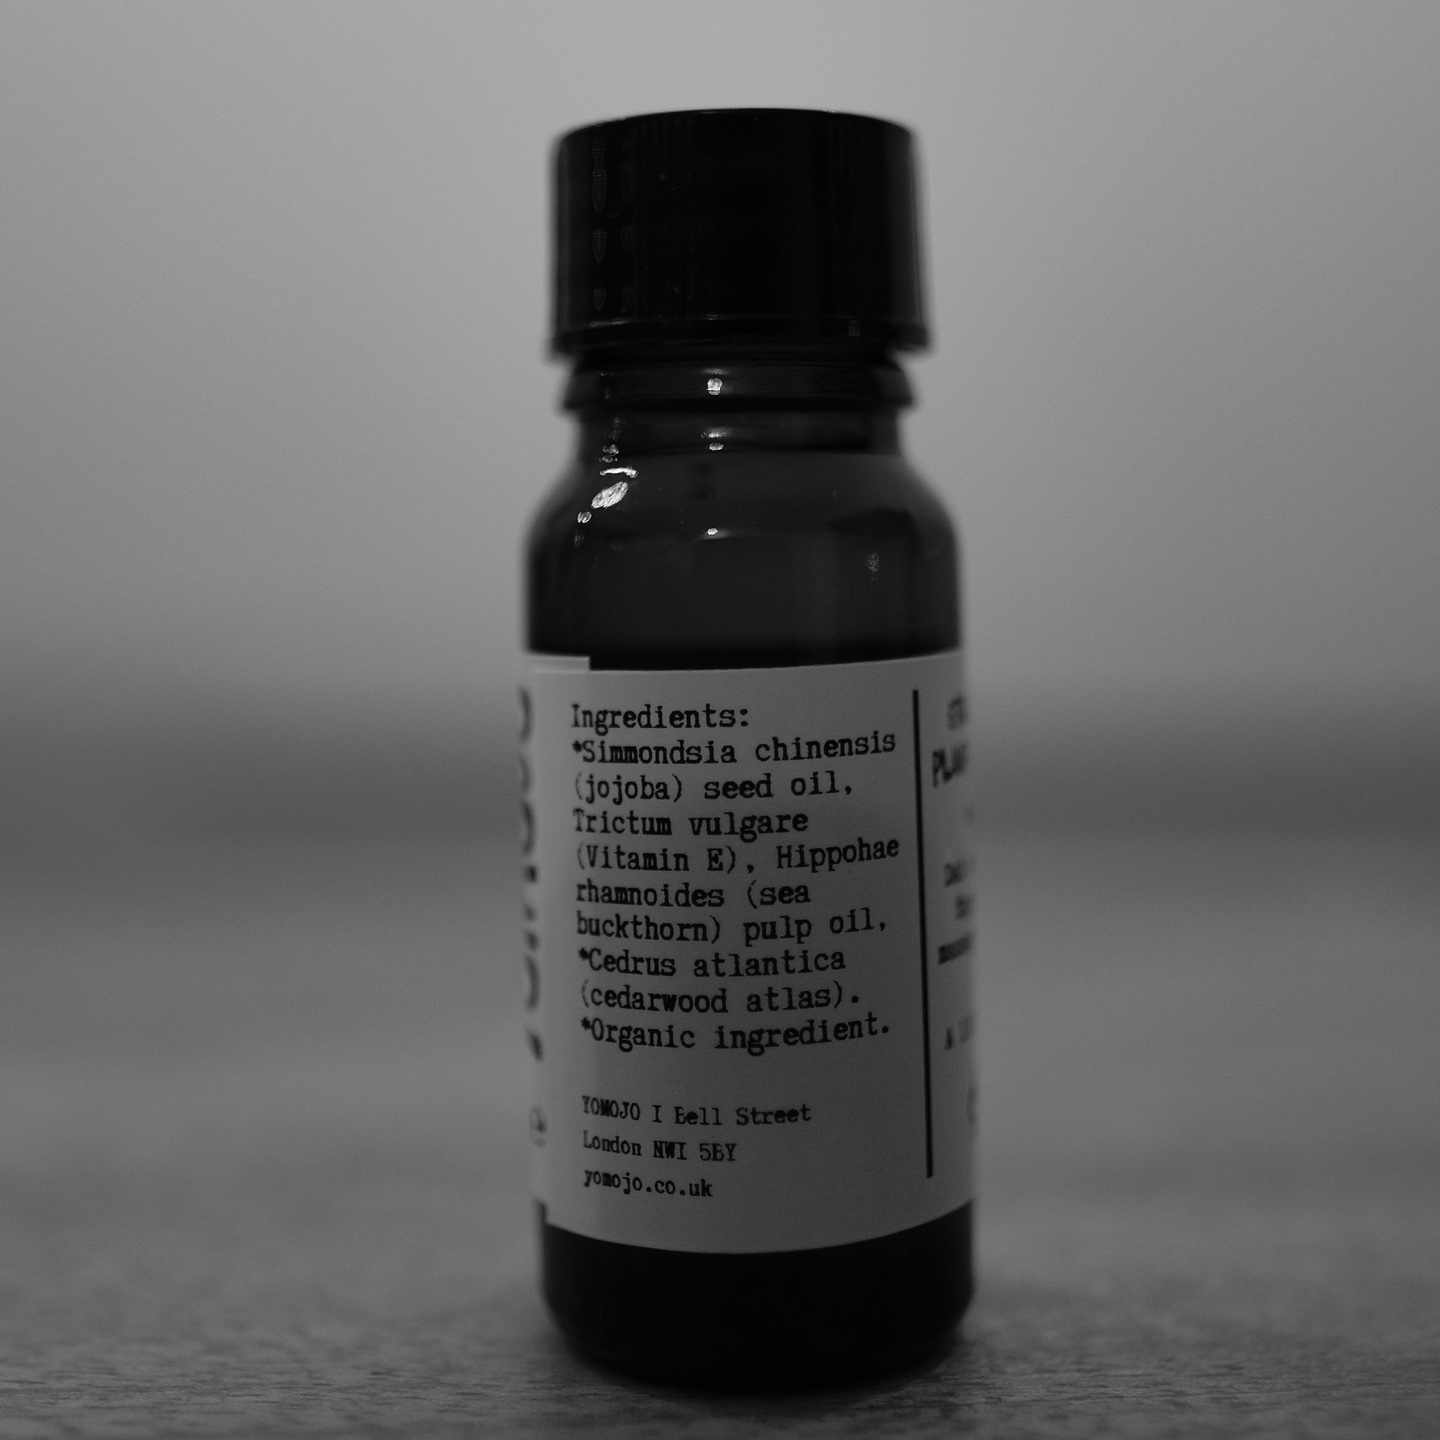 Ingredients:
*Simmondsia chinensis
(jojoba) seed oil,
Trictum vulgare
(Vitamin E), Hippohae
rhamnoides (sea
buckthorn) pulp oil,
*Cedrus atlantica
(cedarwood atlas).
*Organic ingredient.
YOMOJO I Bell Street
London NWI 5BY
yomojo.co.uk